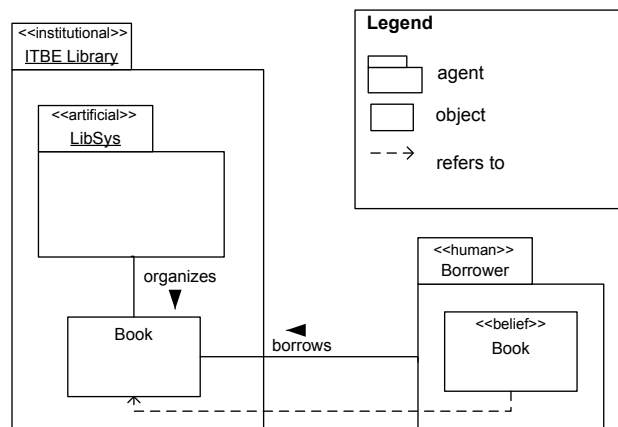 <<institutional>>
ITBE Library
<<artificial>>
LibSys
organizes
Book
borrows
Legend
agent
object
refers to
<<human>>
Borrower
<<belief>>
Book